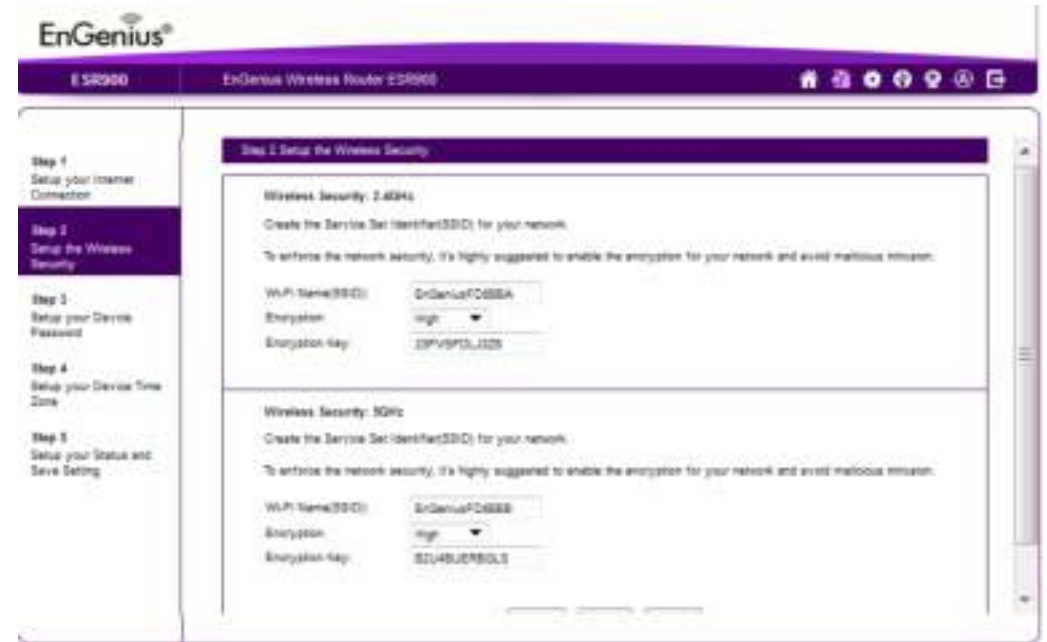 EnGenius®
ESR900
EnGenius Wireless Router ESR900
Step 1
Setup your Internet
Connection
Step 2
Setup the Wireless
Security
Step 3
Setup your Device
Password
Step 4
Setup your Device Time
Zone
Step 5
Setup your Status and
Save Setting
Step 2 Setup the Wireless Security
Wireless Security: 2.4GHz
Create the Service Set Identifier(SSID) for your network.
To enforce the network security, it's highly suggested to enable the encryption for your network and avoid malicious intrusion.
Wi-Fi Name(SSID):
Encryption: High
Encryption Key:
Wireless Security: 5GHz
Create the Service Set Identifier(SSID) for your network.
To enforce the network security, it's highly suggested to enable the encryption for your network and avoid malicious intrusion.
Wi-Fi Name(SSID):
Encryption: High
Encryption Key: